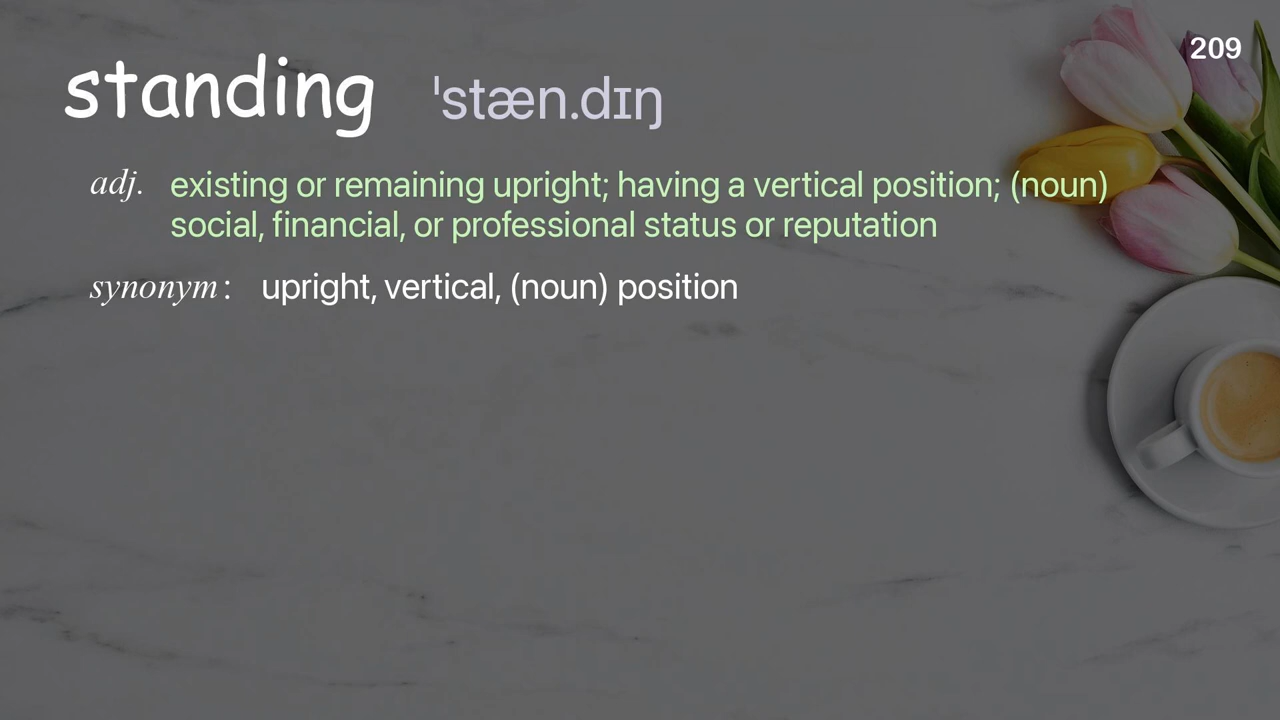 209
standing ˈstæn.dɪŋ
adj. existing or remaining upright; having a vertical position; (noun)
social, financial, or professional status or reputation
synonym: upright, vertical, (noun) position